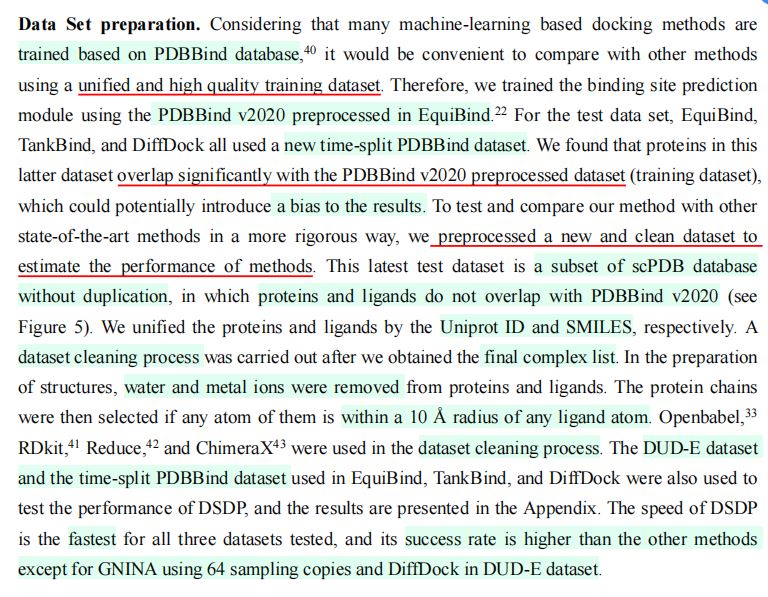 Data Set preparation. Considering that many machine-learning based docking methods are
trained based on PDBBind database,⁴⁰ it would be convenient to compare with other methods
using a unified and high quality training dataset. Therefore, we trained the binding site prediction
module using the PDBBind v2020 preprocessed in EquiBind.²² For the test data set, EquiBind,
TankBind, and DiffDock all used a new time-split PDBBind dataset. We found that proteins in this
latter dataset overlap significantly with the PDBBind v2020 preprocessed dataset (training dataset),
which could potentially introduce a bias to the results. To test and compare our method with other
state-of-the-art methods in a more rigorous way, we preprocessed a new and clean dataset to
estimate the performance of methods. This latest test dataset is a subset of scPDB database
without duplication, in which proteins and ligands do not overlap with PDBBind v2020 (see
Figure 5). We unified the proteins and ligands by the Uniprot ID and SMILES, respectively. A
dataset cleaning process was carried out after we obtained the final complex list. In the preparation
of structures, water and metal ions were removed from proteins and ligands. The protein chains
were then selected if any atom of them is within a 10 Å radius of any ligand atom. Openbabel,³³
RDkit,⁴¹ Reduce,⁴² and ChimeraX⁴³ were used in the dataset cleaning process. The DUD-E dataset
and the time-split PDBBind dataset used in EquiBind, TankBind, and DiffDock were also used to
test the performance of DSDP, and the results are presented in the Appendix. The speed of DSDP
is the fastest for all three datasets tested, and its success rate is higher than the other methods
except for GNINA using 64 sampling copies and DiffDock in DUD-E dataset.